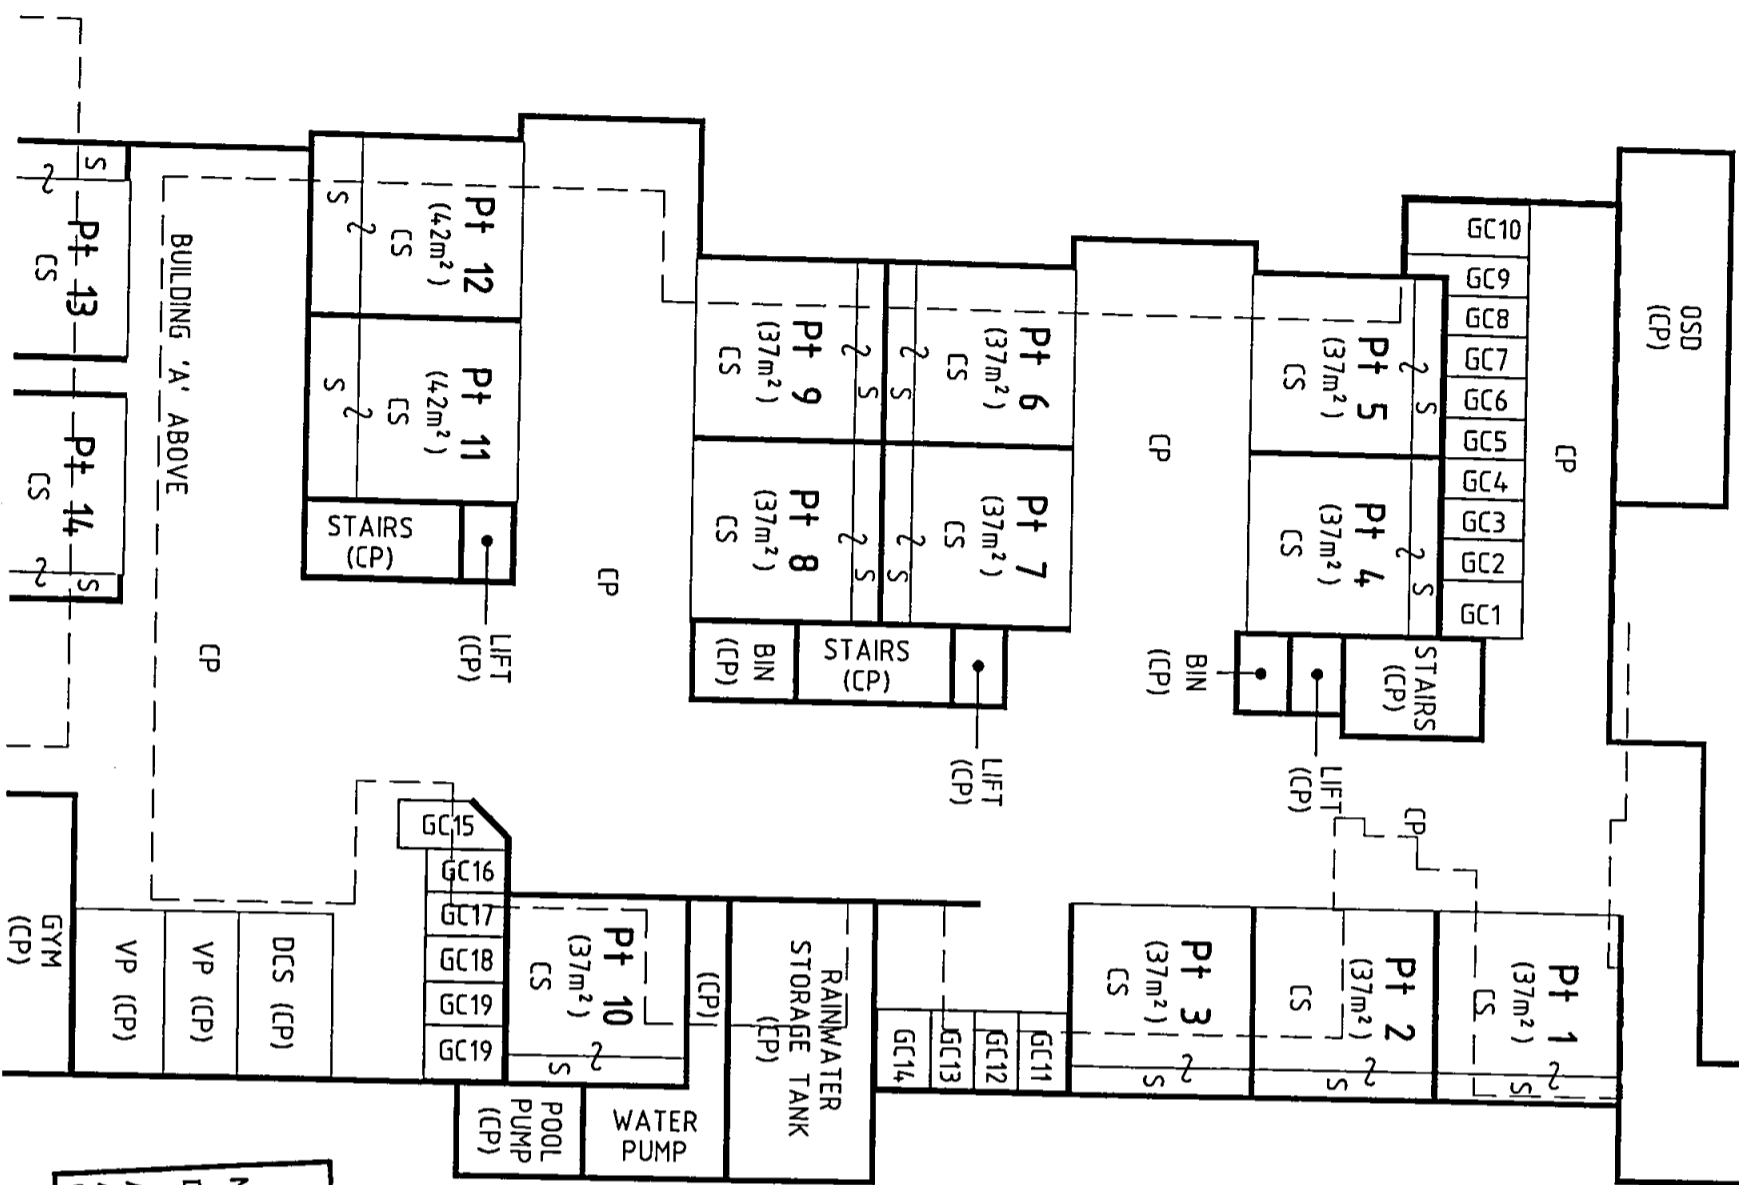 OSD
(CP)
GC10
GC9
GC8
GC7
GC6
GC5
GC4
GC3
GC2
GC1
CP
Pt 5
(37m²)
CS
S
Pt 4
(37m²)
CS
S
STAIRS
(CP)
BIN
(CP)
LIFT
(CP)
CP
CP
Pt 6
(37m²)
CS
S
Pt 7
(37m²)
CS
S
Pt 9
(37m²)
CS
S
Pt 8
(37m²)
CS
S
BIN
(CP)
STAIRS
(CP)
LIFT
(CP)
CP
Pt 12
(42m²)
CS
S
Pt 11
(42m²)
CS
S
STAIRS
(CP)
LIFT
(CP)
BUILDING 'A' ABOVE
CP
S
Pt 13
CS
Pt 14
CS
S
Pt 1
(37m²)
CS
S
Pt 2
(37m²)
CS
S
Pt 3
(37m²)
CS
S
GC11
GC12
GC13
GC14
RAINWATER
STORAGE TANK
(CP)
(CP)
Pt 10
(37m²)
CS
S
WATER
PUMP
POOL
PUMP
(CP)
GC15
GC16
GC17
GC18
GC19
GC19
DCS (CP)
VP (CP)
VP (CP)
GYM
(CP)